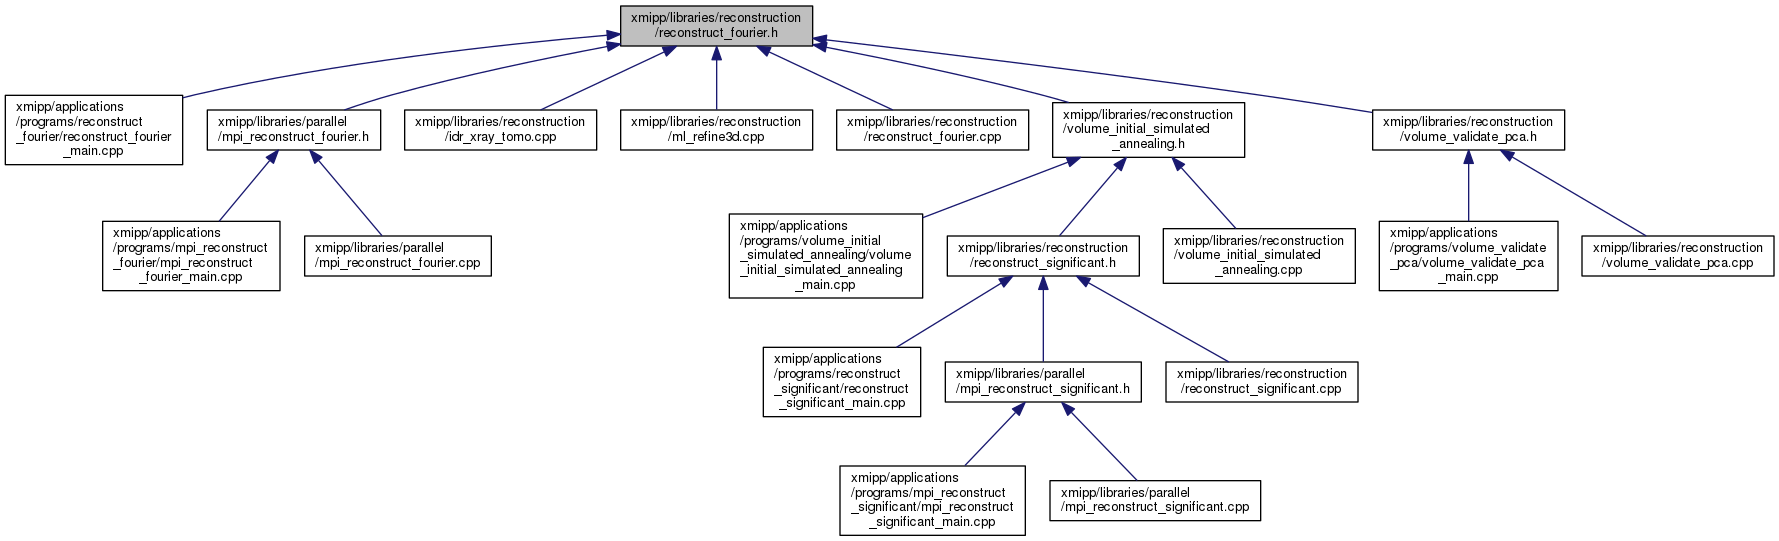 xmipp/libraries/reconstruction
/reconstruct_fourier.h
xmipp/applications
/programs/reconstruct
_fourier/reconstruct_fourier
_main.cpp
xmipp/libraries/parallel
/mpi_reconstruct_fourier.h
xmipp/libraries/reconstruction
/idr_xray_tomo.cpp
xmipp/libraries/reconstruction
/ml_refine3d.cpp
xmipp/libraries/reconstruction
/reconstruct_fourier.cpp
xmipp/libraries/reconstruction
/volume_initial_simulated
_annealing.h
xmipp/libraries/reconstruction
/volume_validate_pca.h
xmipp/applications
/programs/mpi_reconstruct
_fourier/mpi_reconstruct
_fourier_main.cpp
xmipp/libraries/parallel
/mpi_reconstruct_fourier.cpp
xmipp/applications
/programs/volume_initial
_simulated_annealing/volume
_initial_simulated_annealing
_main.cpp
xmipp/libraries/reconstruction
/reconstruct_significant.h
xmipp/libraries/reconstruction
/volume_initial_simulated
_annealing.cpp
xmipp/applications
/programs/volume_validate
_pca/volume_validate_pca
_main.cpp
xmipp/libraries/reconstruction
/volume_validate_pca.cpp
xmipp/applications
/programs/reconstruct
_significant/reconstruct
_significant_main.cpp
xmipp/libraries/parallel
/mpi_reconstruct_significant.h
xmipp/libraries/reconstruction
/reconstruct_significant.cpp
xmipp/applications
/programs/mpi_reconstruct
_significant/mpi_reconstruct
_significant_main.cpp
xmipp/libraries/parallel
/mpi_reconstruct_significant.cpp